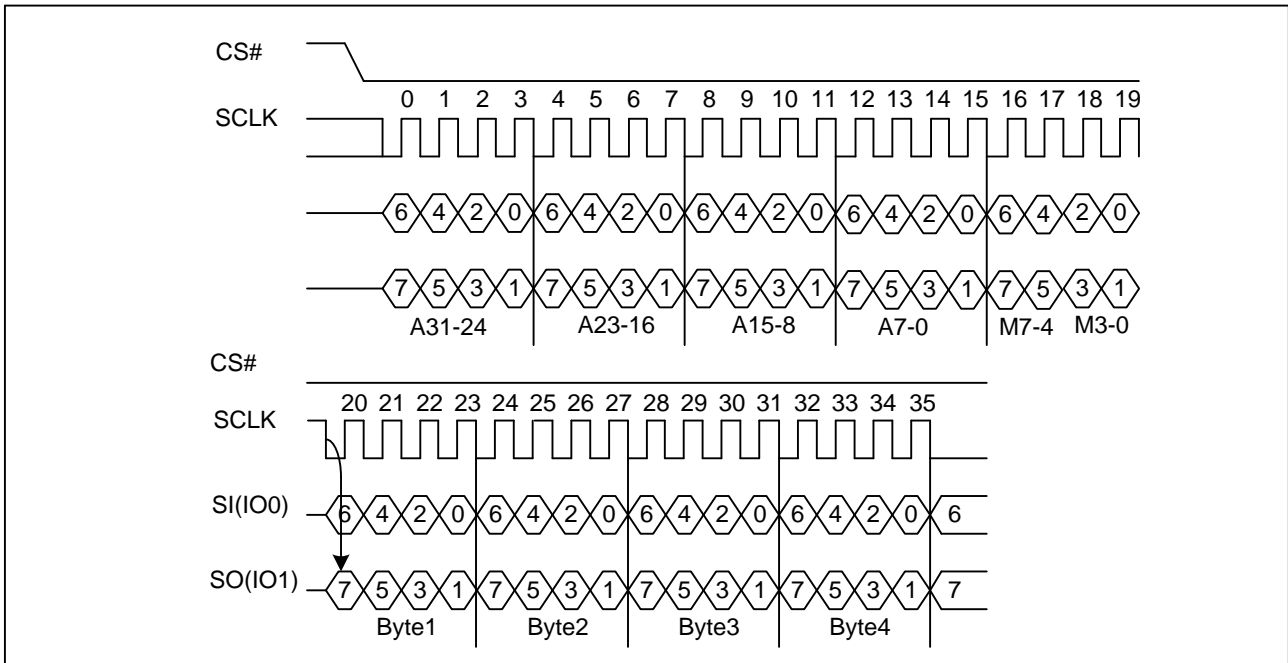 CS#
0 1 2 3 4 5 6 7 8 9 10 11 12 13 14 15 16 17 18 19
SCLK
6 4 2 0 6 4 2 0 6 4 2 0 6 4 2 0 6 4 2 0
7 5 3 1 7 5 3 1 7 5 3 1 7 5 3 1 7 5 3 1
A31-24 A23-16 A15-8 A7-0 M7-4 M3-0
CS#
20 21 22 23 24 25 26 27 28 29 30 31 32 33 34 35
SCLK
SI(IO0) 6 4 2 0 6 4 2 0 6 4 2 0 6 4 2 0 6
SO(IO1) 7 5 3 1 7 5 3 1 7 5 3 1 7 5 3 1 7
Byte1 Byte2 Byte3 Byte4